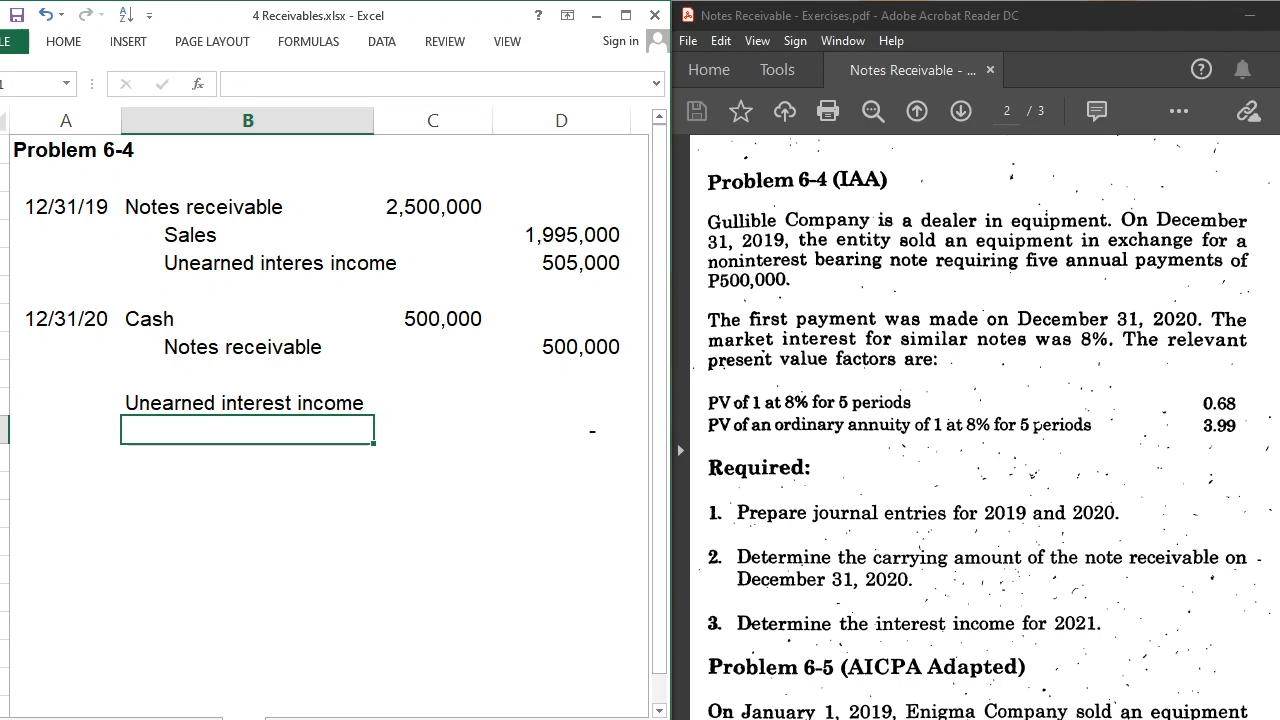 4 Receivables.xlsx - Excel
?
LE
HOME
INSERT
PAGE LAYOUT
FORMULAS
DATA
REVIEW
VIEW
Sign in
fx
A B C D
Problem 6-4
12/31/19 Notes receivable 2,500,000
Sales 1,995,000
Unearned interes income 505,000
12/31/20 Cash 500,000
Notes receivable 500,000
Unearned interest income
-
Notes Receivable - Exercises.pdf - Adobe Acrobat Reader DC
File Edit View Sign Window Help
Home Tools Notes Receivable - ... ×
2 / 3
Problem 6-4 (IAA)
Gullible Company is a dealer in equipment. On December
31, 2019, the entity sold an equipment in exchange for a
noninterest bearing note requiring five annual payments of
P500,000.
The first payment was made on December 31, 2020. The
market interest for similar notes was 8%. The relevant
present value factors are:
PV of 1 at 8% for 5 periods 0.68
PV of an ordinary annuity of 1 at 8% for 5 periods 3.99
Required:
1. Prepare journal entries for 2019 and 2020.
2. Determine the carrying amount of the note receivable on
December 31, 2020.
3. Determine the interest income for 2021.
Problem 6-5 (AICPA Adapted)
On January 1, 2019, Enigma Company sold an equipment